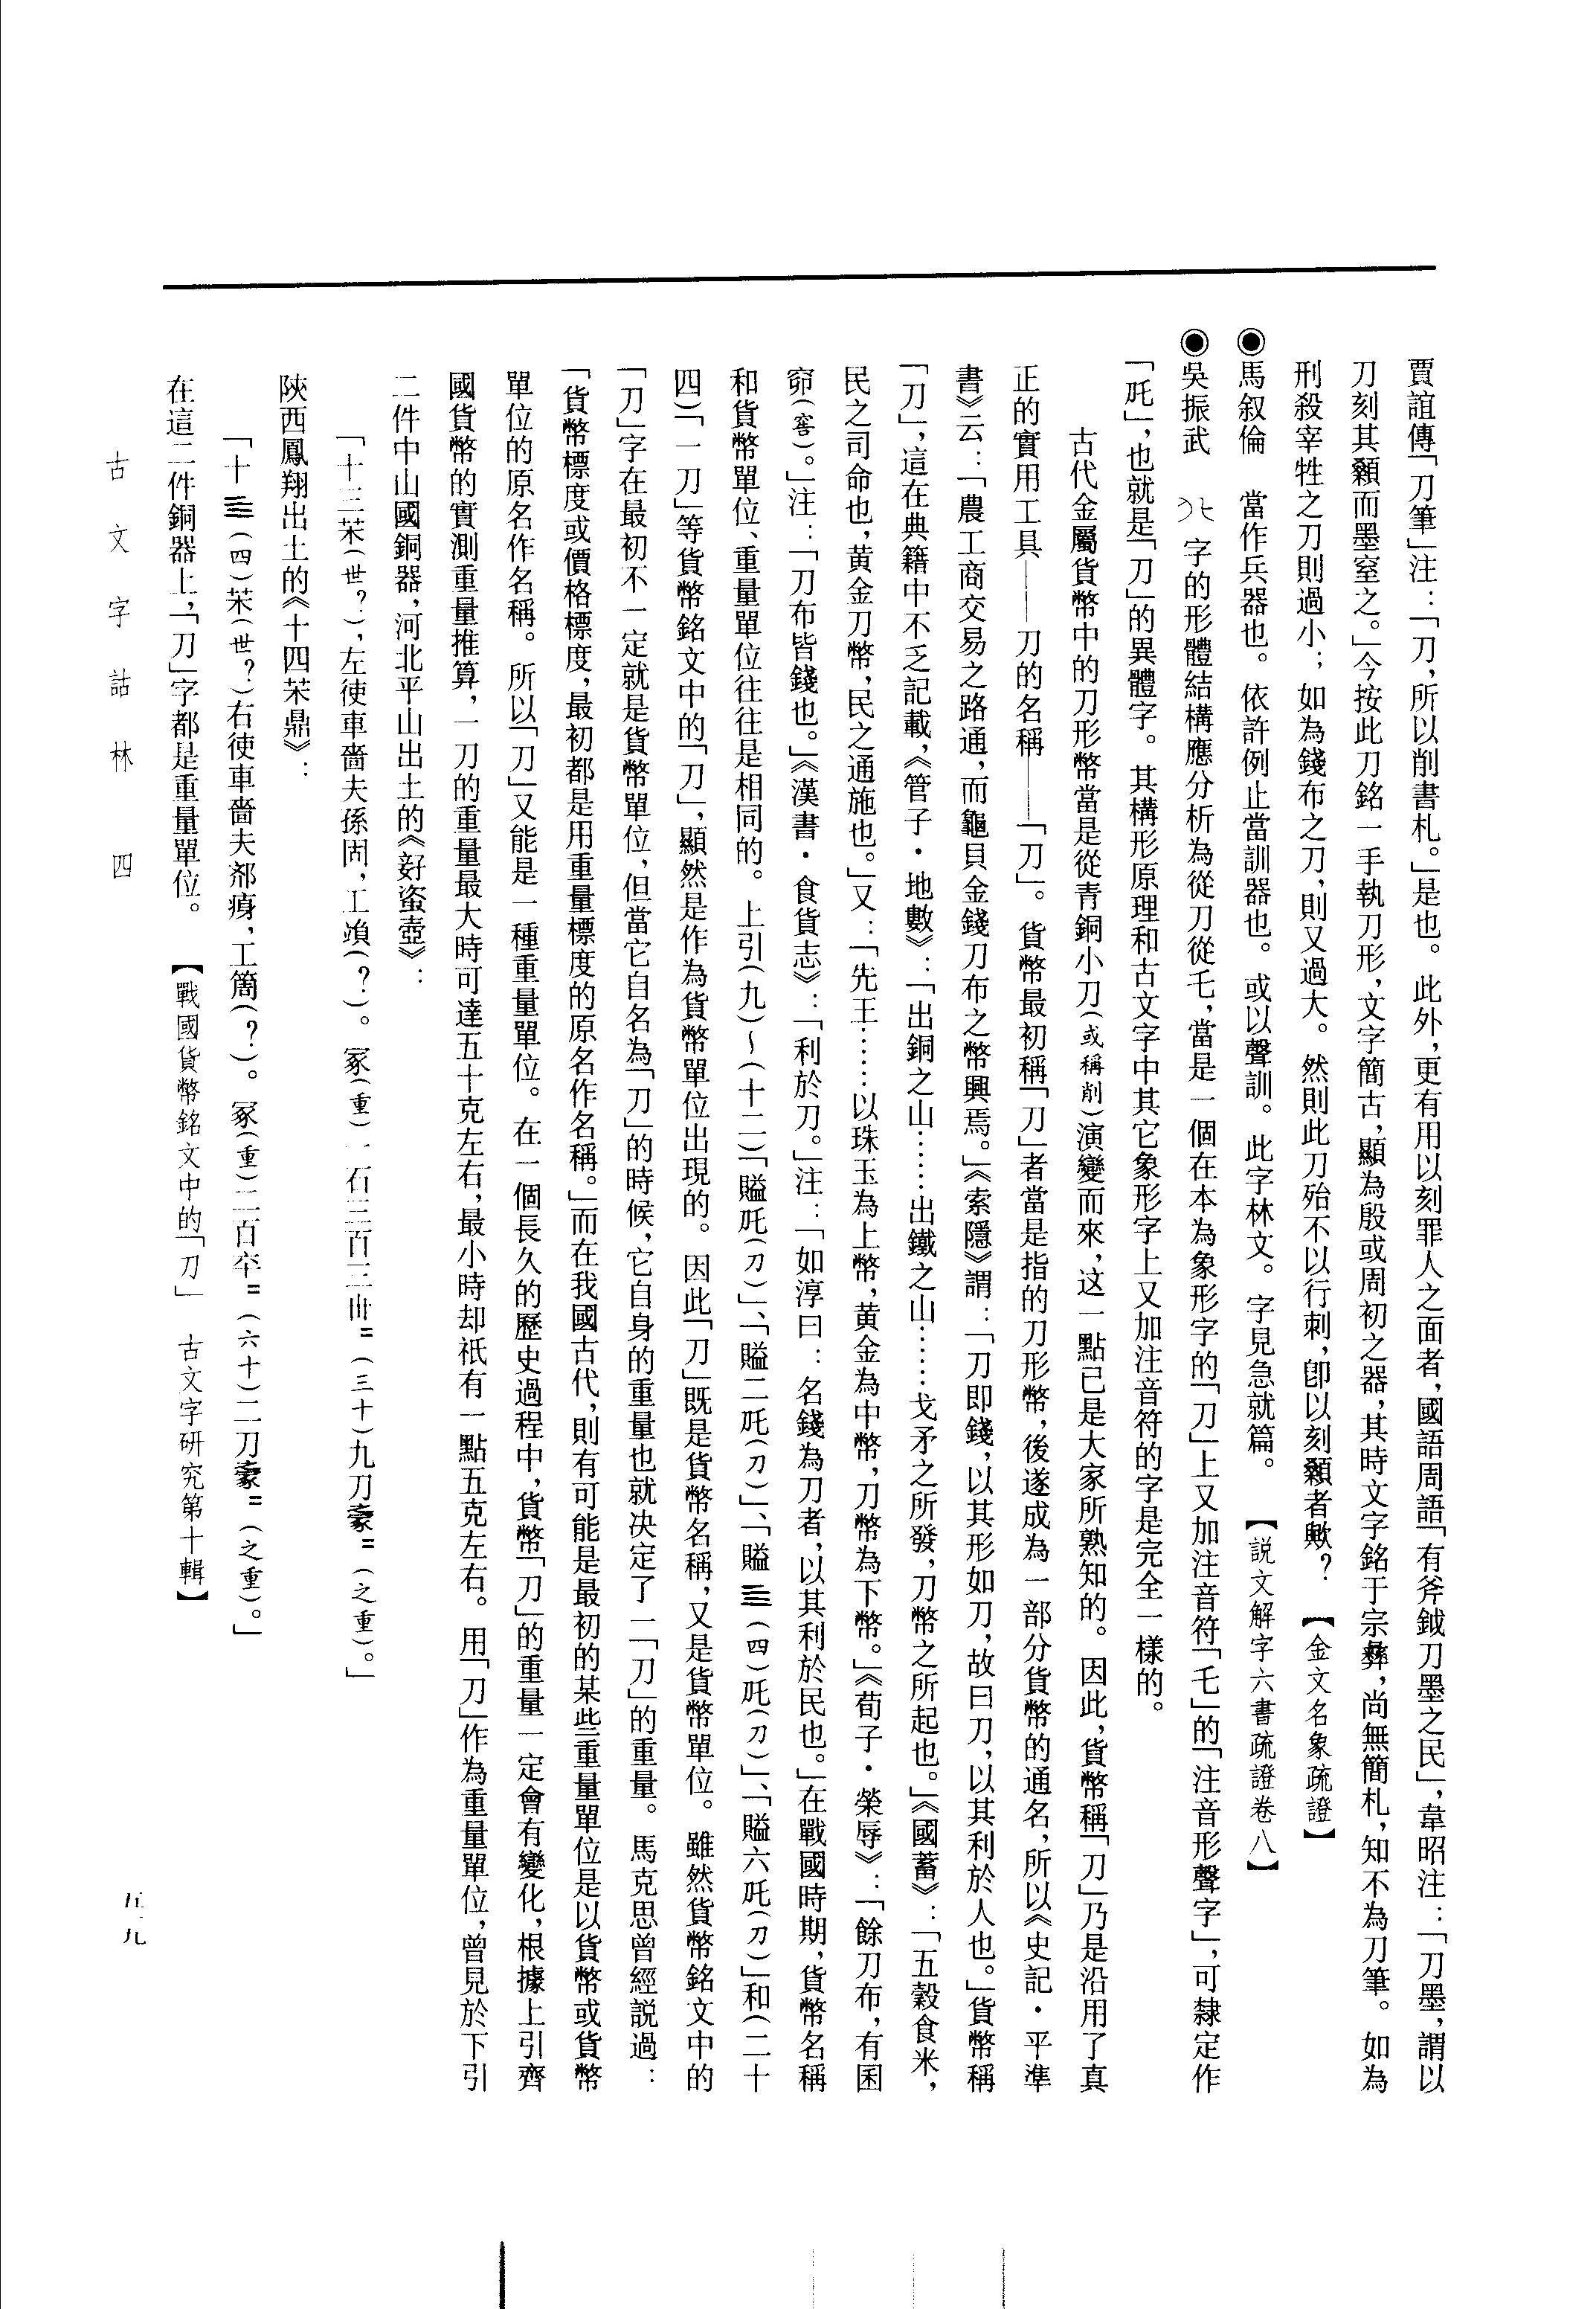 賈誼傳「刀筆」注：「刀，所以削書札。」是也。此外，更有用以刻罪人之面者，國語周語「有斧鉞刀墨之民」，韋昭注：「刀墨，謂以
刀刻其顙而墨窒之。」今按此刀銘一手執刀形，文字簡古，顯為殷或周初之器，其時文字銘于宗彝，尚無簡札，知不為刀筆。如為
刑殺宰牲之刀則過小；如為錢布之刀，則又過大。然則此刀殆不以行刺，卽以刻顙者歟？【金文名象疏證】
◉馬叙倫　當作兵器也。依許例止當訓器也。或以聲訓。此字林文。字見急就篇。【説文解字六書疏證卷八】
◉吳振武　字的形體結構應分析為從刀從乇，當是一個在本為象形字的「刀」上又加注音符「乇」的「注音形聲字」，可隸定作
「𠚥」，也就是「刀」的異體字。其構形原理和古文字中其它象形字上又加注音符的字是完全一樣的。
古代金屬貨幣中的刀形幣當是從青銅小刀（或稱削）演變而來，这一點已是大家所熟知的。因此，貨幣稱「刀」乃是沿用了真
正的實用工具——刀的名稱——「刀」。貨幣最初稱「刀」者當是指的刀形幣，後遂成為一部分貨幣的通名，所以《史記·平準
書》云：「農工商交易之路通，而龜貝金錢刀布之幣興焉。」《索隱》謂：「刀即錢，以其形如刀，故曰刀，以其利於人也。」貨幣稱
「刀」，這在典籍中不乏記載，《管子·地數》：「出銅之山……出鐵之山……戈矛之所發，刀幣之所起也。」《國蓄》：「五穀食米，
民之司命也，黄金刀幣，民之通施也。」又：「先王……以珠玉為上幣，黄金為中幣，刀幣為下幣。」《荀子·榮辱》：「餘刀布，有囷
窌（窖）。」注：「刀布皆錢也。」《漢書·食貨志》：「利於刀。」注：「如淳曰：名錢為刀者，以其利於民也。」在戰國時期，貨幣名稱
和貨幣單位、重量單位往往是相同的。上引（九）～（十二）「賹𠚥（刀）」、「賹二𠚥（刀）」、「賹亖（四）𠚥（刀）」、「賹六𠚥（刀）」和（二十
四）「一刀」等貨幣銘文中的「刀」，顯然是作為貨幣單位出現的。因此「刀」既是貨幣名稱，又是貨幣單位。雖然貨幣銘文中的
「刀」字在最初不一定就是貨幣單位，但當它自名為「刀」的時候，它自身的重量也就决定了一「刀」的重量。馬克思曾經説過：
「貨幣標度或價格標度，最初都是用重量標度的原名作名稱。」而在我國古代，則有可能是最初的某些重量單位是以貨幣或貨幣
單位的原名作名稱。所以「刀」又能是一種重量單位。在一個長久的歷史過程中，貨幣「刀」的重量一定會有變化，根據上引齊
國貨幣的實測重量推算，一刀的重量最大時可達五十克左右，最小時却祇有一點五克左右。用「刀」作為重量單位，曾見於下引
二件中山國銅器，河北平山出土的《𧊒盗壺》：
「十三枼（世？），左使車嗇夫孫固，工（？）。冢（重）一石三百三卌=（三十）九刀=（之重）。」
陝西鳳翔出土的《十四枼鼎》：
「十亖（四）枼（世？）右使車嗇夫，工簡（？）。冢（重）二百=（六十）二刀=（之重）。」
在這二件銅器上，「刀」字都是重量單位。【戰國貨幣銘文中的「刀」　古文字研究第十輯】
古文字詁林　四
五一九